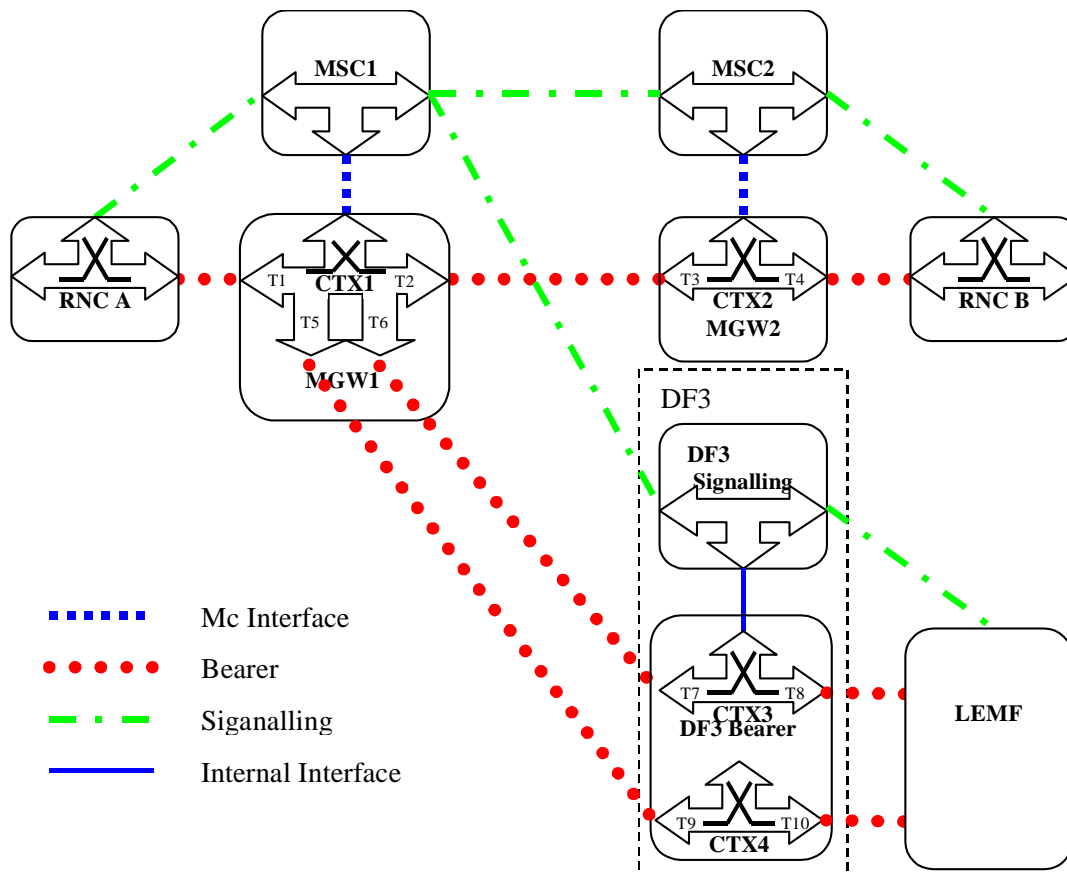 MSC1
MSC2
RNC A
T1
CTX1
T2
T5
T6
MGW1
T3
CTX2
T4
MGW2
RNC B
DF3
DF3
Signalling
T7
T8
CTX3
DF3 Bearer
T9
T10
CTX4
LEMF
Mc Interface
Bearer
Siganalling
Internal Interface